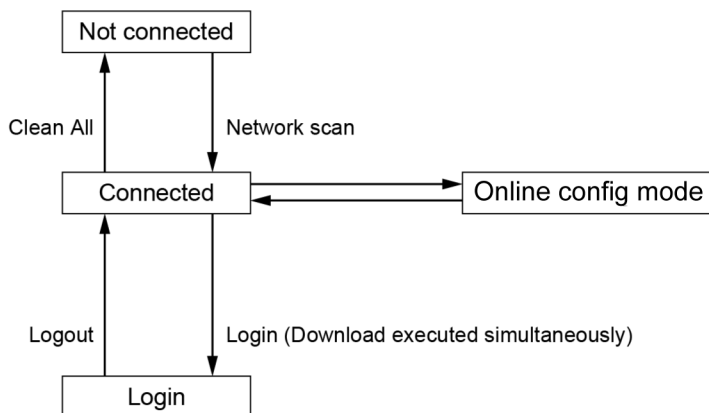 Not connected
Clean All
Network scan
Connected
Online config mode
Logout
Login (Download executed simultaneously)
Login